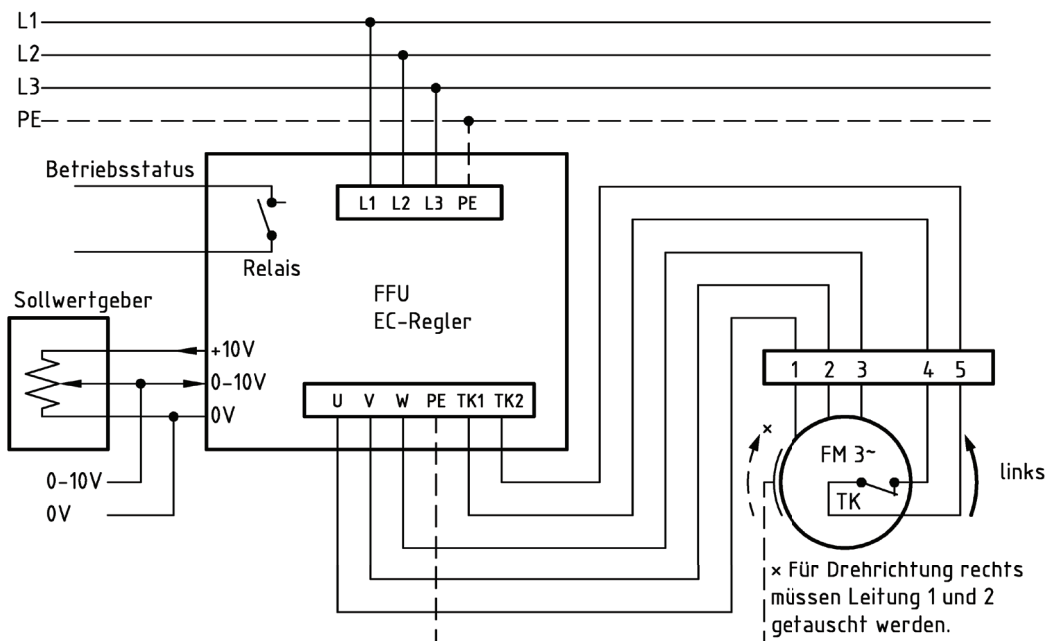 L1
L2
L3
PE
Betriebsstatus
L1 L2 L3 PE
Relais
FFU
EC-Regler
Sollwertgeber
+10V
0-10V
0V
U V W PE TK1 TK2
0-10V
0V
1 2 3 4 5
×
FM 3~
TK
links
× Für Drehrichtung rechts
müssen Leitung 1 und 2
getauscht werden.